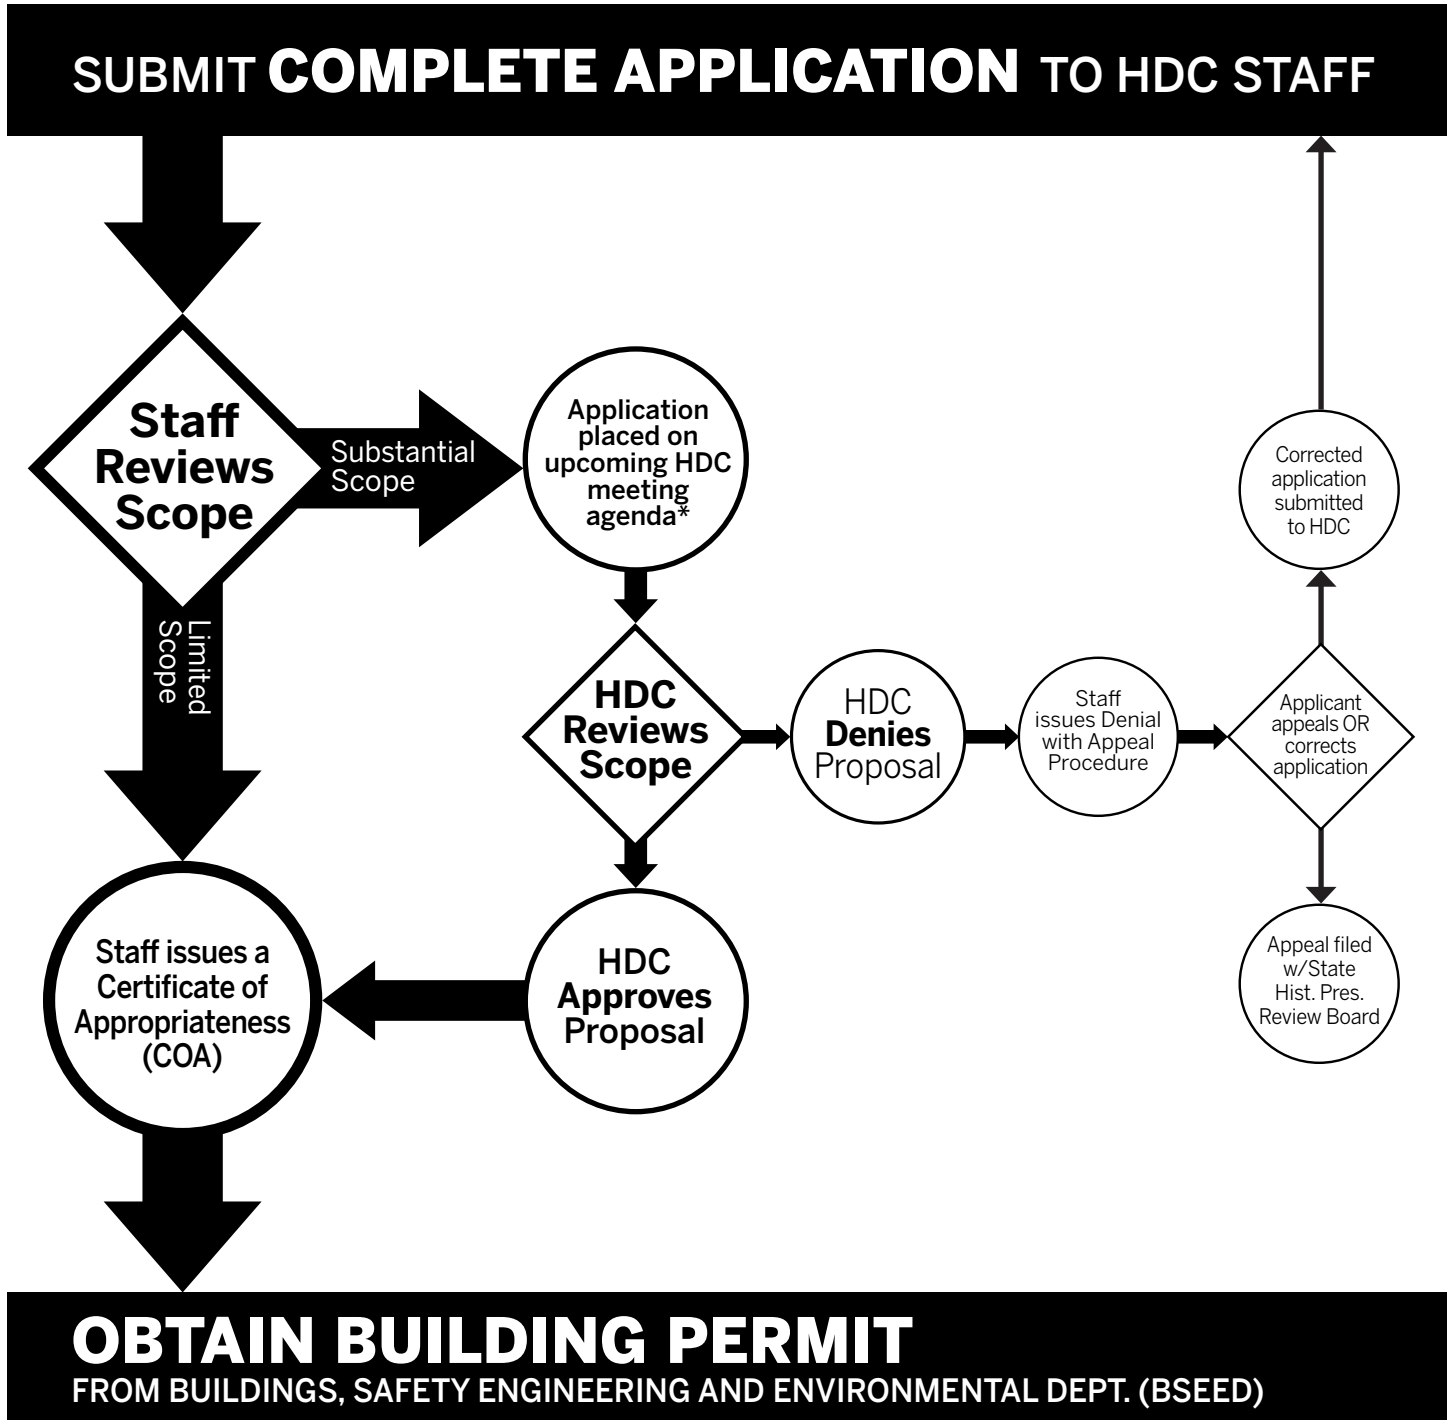 SUBMIT COMPLETE APPLICATION TO HDC STAFF
Staff
Reviews
Scope
Substantial
Scope
Application
placed on
upcoming HDC
meeting
agenda*
Limited
Scope
HDC
Reviews
Scope
HDC
Denies
Proposal
Staff
issues Denial
with Appeal
Procedure
Applicant
appeals OR
corrects
application
Corrected
application
submitted
to HDC
Appeal filed
w/State
Hist. Pres.
Review Board
HDC
Approves
Proposal
Staff issues a
Certificate of
Appropriateness
(COA)
OBTAIN BUILDING PERMIT
FROM BUILDINGS, SAFETY ENGINEERING AND ENVIRONMENTAL DEPT. (BSEED)